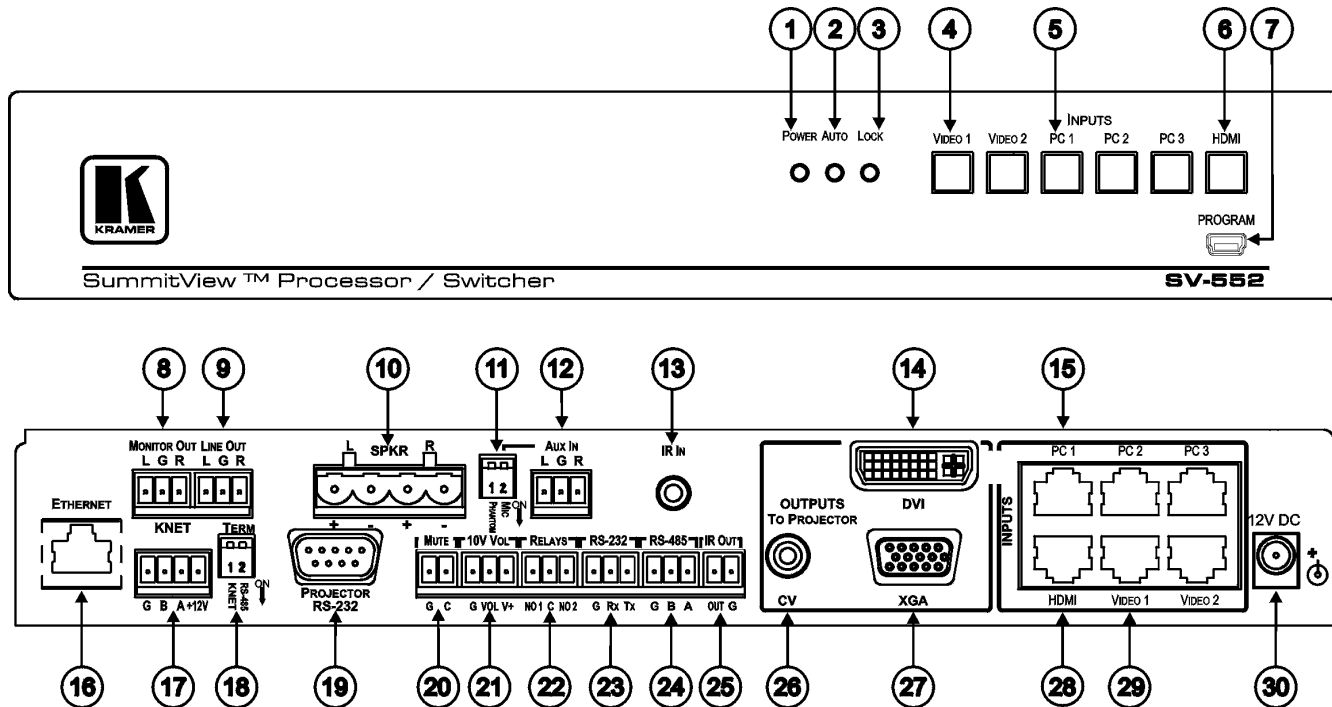 1 2 3 4 5 6 7
INPUTS
POWER AUTO LOCK VIDEO 1 VIDEO 2 PC 1 PC 2 PC 3 HDMI
K
KRAMER
PROGRAM
SummitView ™ Processor / Switcher SV-552
8 9 10 11 12 13 14 15
MONITOR OUT LINE OUT L SPKR R AUX IN IR IN PC 1 PC 2 PC 3
L G R L G R 1 2 L G R
ETHERNET MIC PHANTOM ON OUTPUTS DVI INPUTS 12V DC
KNET TERM + - + - TO PROJECTOR +
1 2 MUTE 10V VOL RELAYS RS-232 RS-485 IR OUT
RS-485 KNET ON PROJECTOR
RS-232
G B A +12V G C G VOL V+ NO 1 C NO 2 G Rx Tx G B A OUT G CV XGA HDMI VIDEO 1 VIDEO 2
16 17 18 19 20 21 22 23 24 25 26 27 28 29 30